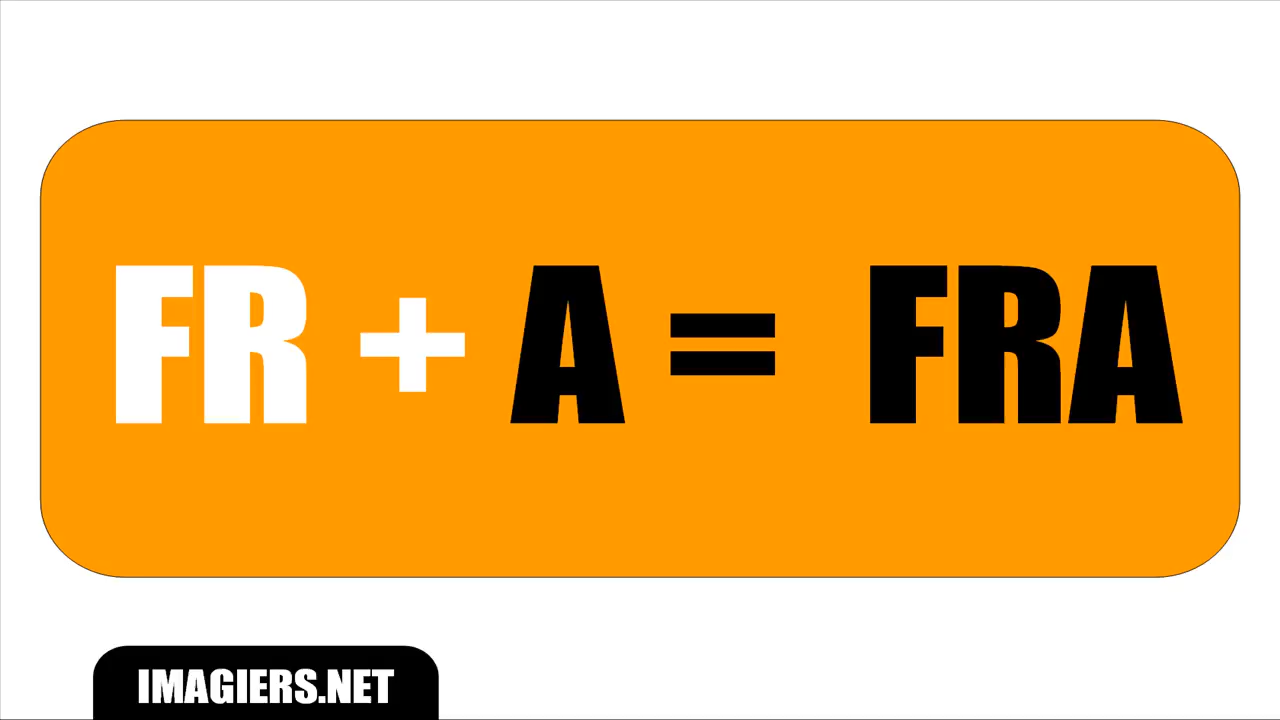 FR + A = FRA
IMAGIERS.NET